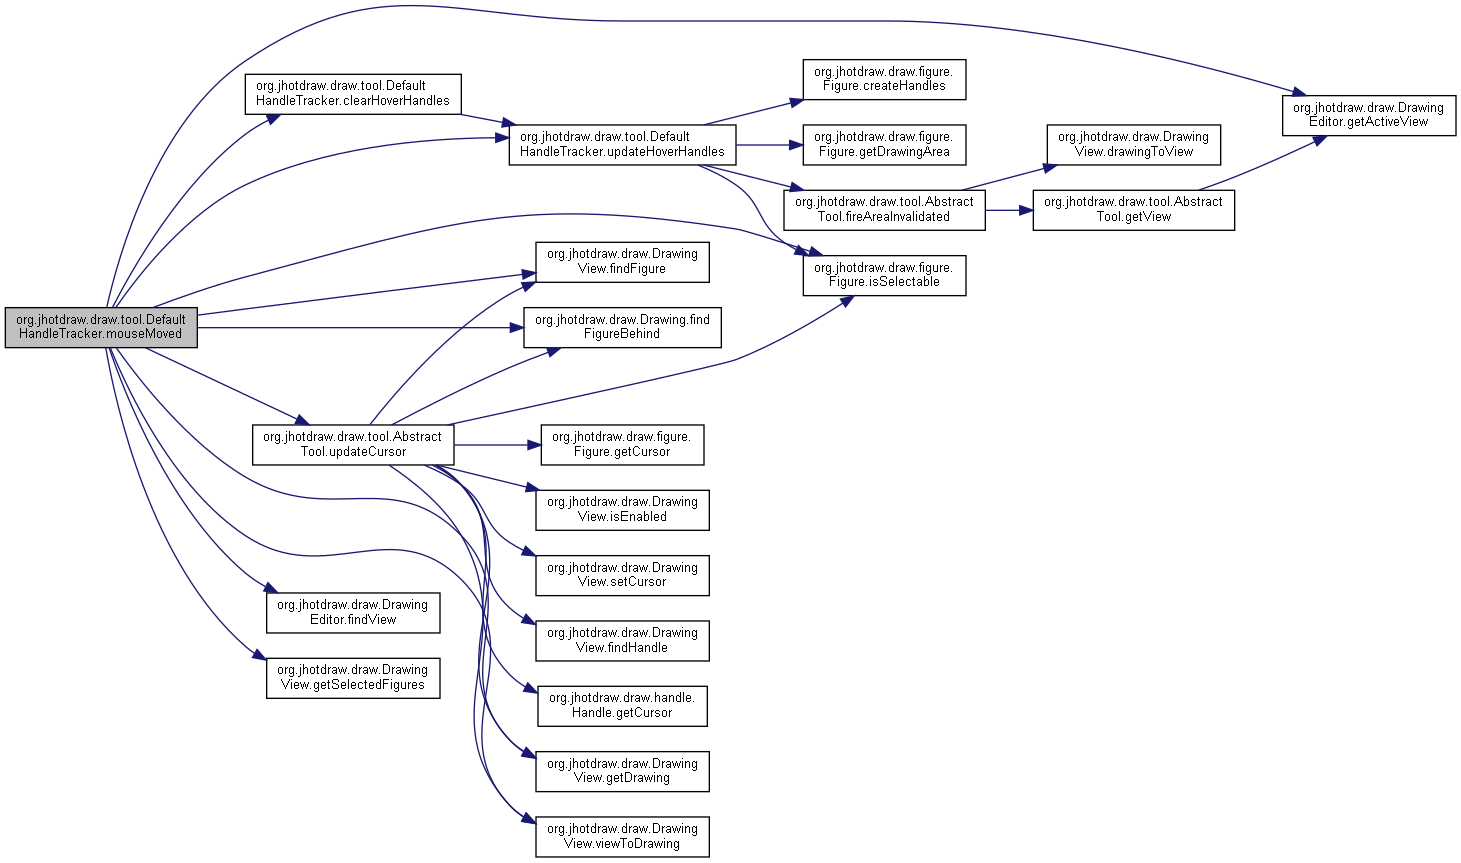 org.jhotdraw.draw.tool.Default
HandleTracker.mouseMoved
org.jhotdraw.draw.tool.Default
HandleTracker.clearHoverHandles
org.jhotdraw.draw.tool.Default
HandleTracker.updateHoverHandles
org.jhotdraw.draw.figure.
Figure.createHandles
org.jhotdraw.draw.figure.
Figure.getDrawingArea
org.jhotdraw.draw.tool.Abstract
Tool.fireAreaInvalidated
org.jhotdraw.draw.Drawing
View.drawingToView
org.jhotdraw.draw.tool.Abstract
Tool.getView
org.jhotdraw.draw.Drawing
Editor.getActiveView
org.jhotdraw.draw.figure.
Figure.isSelectable
org.jhotdraw.draw.Drawing
View.findFigure
org.jhotdraw.draw.Drawing.find
FigureBehind
org.jhotdraw.draw.tool.Abstract
Tool.updateCursor
org.jhotdraw.draw.figure.
Figure.getCursor
org.jhotdraw.draw.Drawing
View.isEnabled
org.jhotdraw.draw.Drawing
View.setCursor
org.jhotdraw.draw.Drawing
View.findHandle
org.jhotdraw.draw.handle.
Handle.getCursor
org.jhotdraw.draw.Drawing
View.getDrawing
org.jhotdraw.draw.Drawing
View.viewToDrawing
org.jhotdraw.draw.Drawing
Editor.findView
org.jhotdraw.draw.Drawing
View.getSelectedFigures